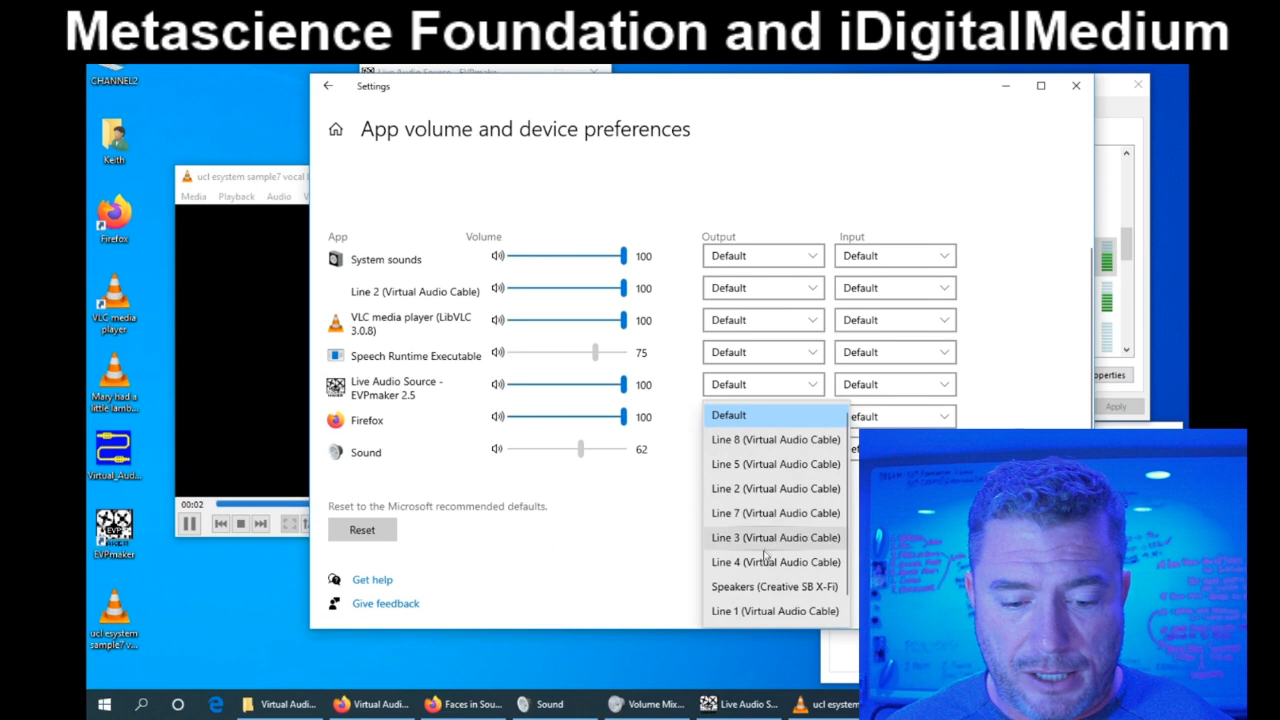 Metascience Foundation and iDigitalMedium
CHANNEL2
Keith
Firefox
VLC media
player
Mary had a
little lamb...
Virtual_Aud...
EVP
EVPmaker
ucl esystem
sample7 v...
Live Audio Source - EVPmaker
ucl esystem sample7 vocal
Media Playback Audio V
00:02
Settings
App volume and device preferences
App Volume Output Input
System sounds 100 Default Default
Line 2 (Virtual Audio Cable) 100 Default Default
VLC media player (LibVLC
3.0.8) 100 Default Default
Speech Runtime Executable 75 Default Default
Live Audio Source -
EVPmaker 2.5 100 Default Default
Firefox 100 efault
Sound 62
Default
Line 8 (Virtual Audio Cable)
Line 5 (Virtual Audio Cable)
Line 2 (Virtual Audio Cable)
Line 7 (Virtual Audio Cable)
Line 3 (Virtual Audio Cable)
Line 4 (Virtual Audio Cable)
Speakers (Creative SB X-Fi)
Line 1 (Virtual Audio Cable)
Reset to the Microsoft recommended defaults.
Reset
Get help
Give feedback
operties
Apply
Virtual Audi...
Virtual Audi...
Faces in Sou...
Sound
Volume Mix...
Live Audio S...
ucl esystem